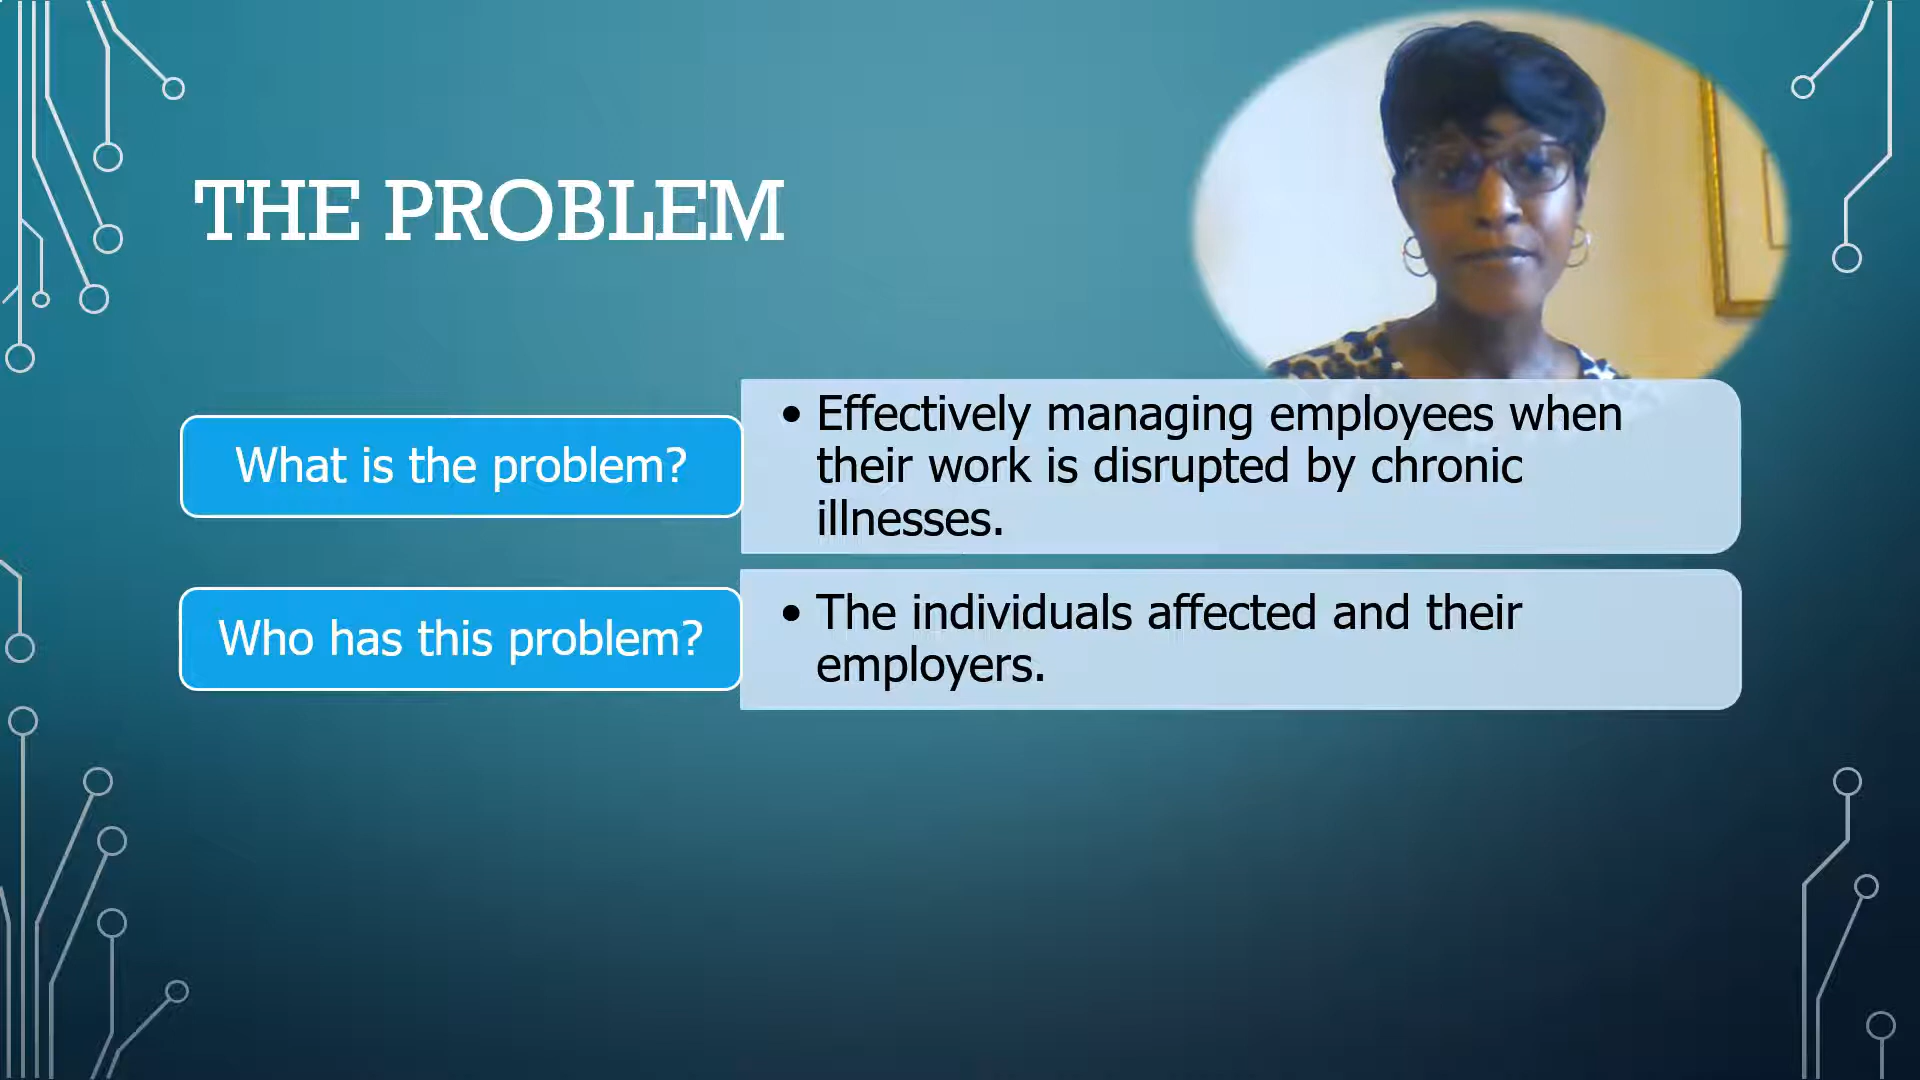 THE PROBLEM
What is the problem?
• Effectively managing employees when
their work is disrupted by chronic
illnesses.
Who has this problem?
• The individuals affected and their
employers.